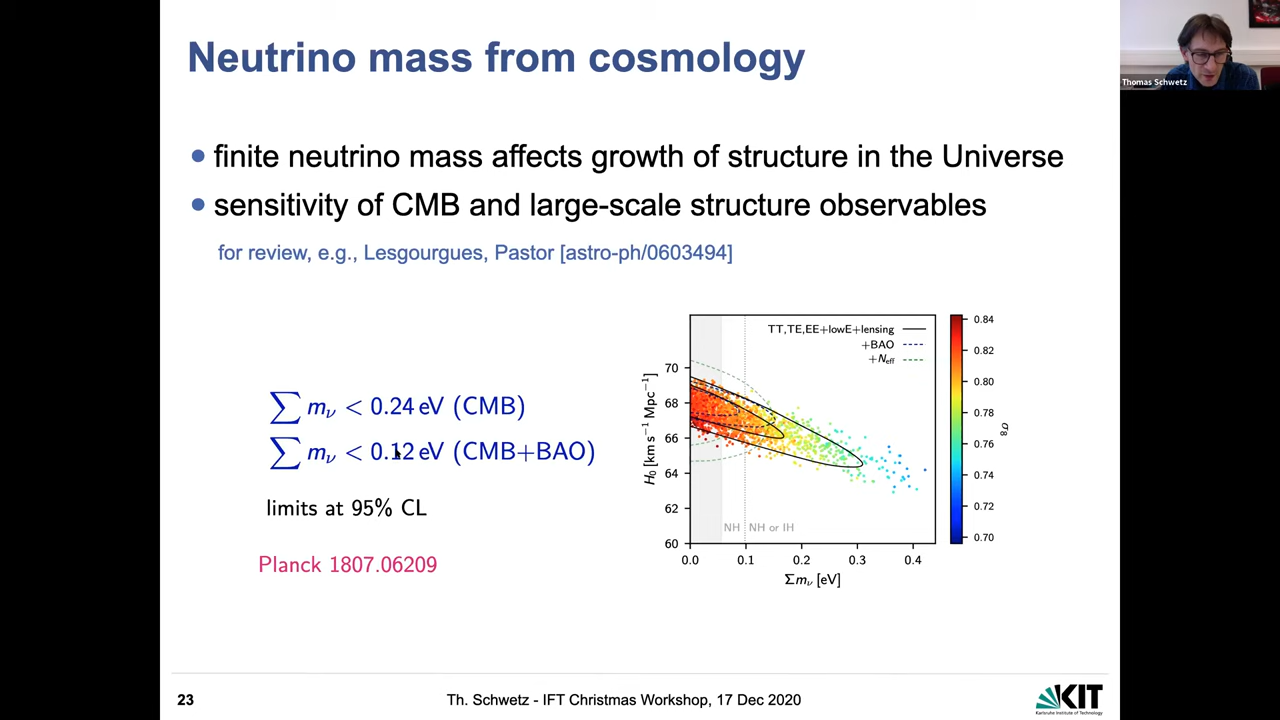 Neutrino mass from cosmology
Thomas Schwetz
• finite neutrino mass affects growth of structure in the Universe
• sensitivity of CMB and large-scale structure observables
for review, e.g., Lesgourgues, Pastor [astro-ph/0603494]
∑ mν < 0.24 eV (CMB)
∑ mν < 0.12 eV (CMB+BAO)
limits at 95% CL
Planck 1807.06209
TT,TE,EE+lowE+lensing
+BAO
+Neff
H0 [km s−1 Mpc−1]
70
68
66
64
62
60
NH
NH or IH
0.0 0.1 0.2 0.3 0.4
Σmν [eV]
0.84
0.82
0.80
0.78
0.76
0.74
0.72
0.70
σ8
23
Th. Schwetz - IFT Christmas Workshop, 17 Dec 2020
KIT
Karlsruhe Institute of Technology